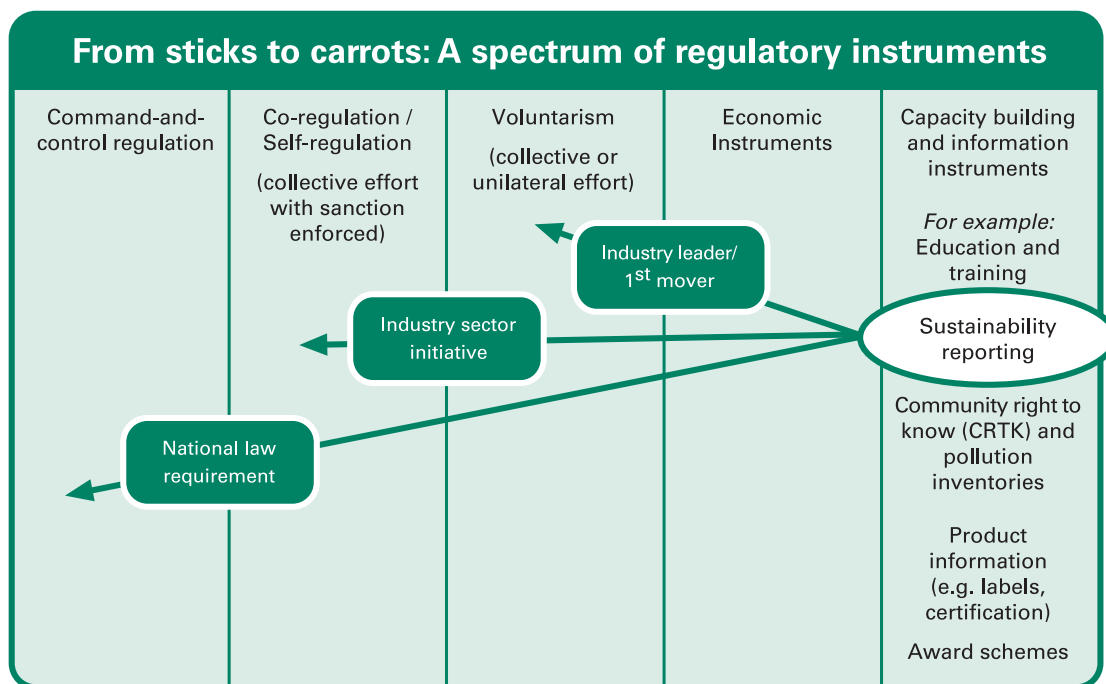 From sticks to carrots: A spectrum of regulatory instruments
Command-and-
control regulation
Co-regulation /
Self-regulation
(collective effort
with sanction
enforced)
Voluntarism
(collective or
unilateral effort)
Economic
Instruments
Capacity building
and information
instruments
For example:
Education and
training
Industry leader/
1st mover
Industry sector
initiative
Sustainability
reporting
National law
requirement
Community right to
know (CRTK) and
pollution
inventories
Product
information
(e.g. labels,
certification)
Award schemes